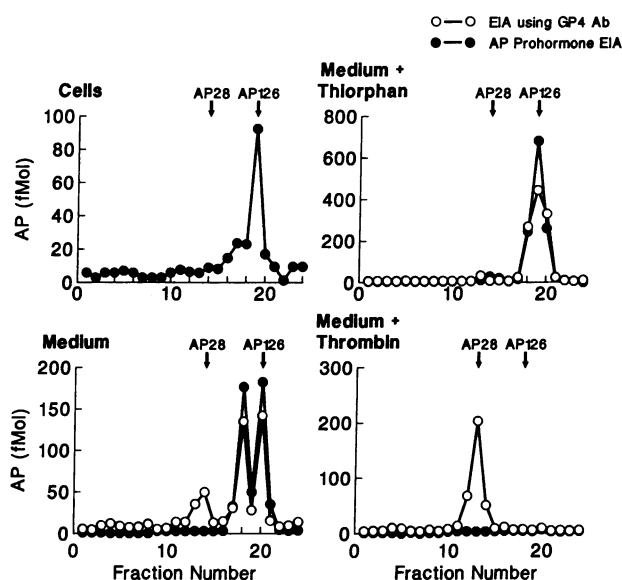 EIA using GP4 Ab
AP Prohormone EIA
Cells
AP28 AP126
100
80
60
40
20
0
0 10 20
AP (fMol)
Medium +
Thiorphan
AP28 AP126
800
600
400
200
0
0 10 20
Medium
AP28 AP126
200
150
100
50
0
0 10 20
AP (fMol)
Fraction Number
Medium +
Thrombin
AP28 AP126
300
200
100
0
0 10 20
Fraction Number